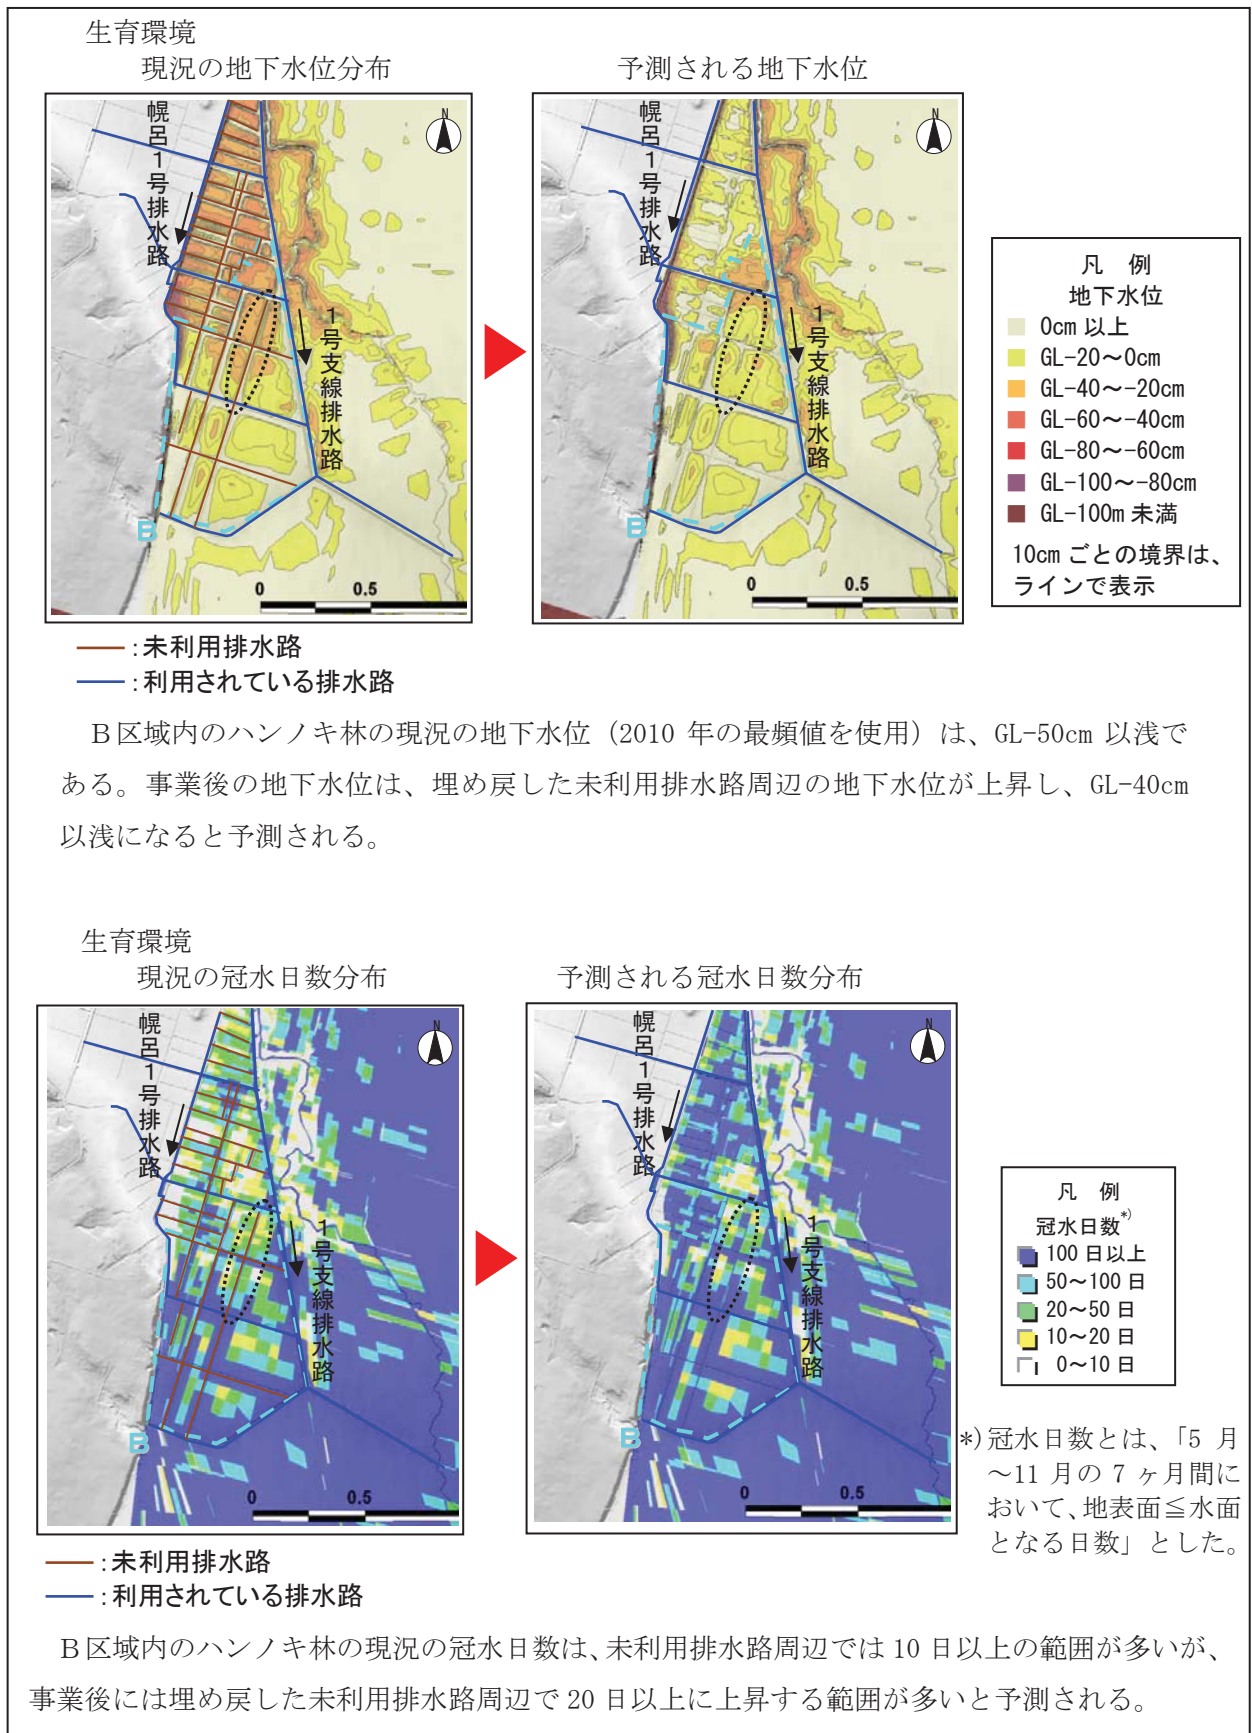 生育環境
現況の地下水位分布
予測される地下水位
幌呂1号排水路
1号支線排水路
N
B
0
0.5
幌呂1号排水路
1号支線排水路
N
B
0
0.5
凡 例
地下水位
0cm 以上
GL-20～0cm
GL-40～-20cm
GL-60～-40cm
GL-80～-60cm
GL-100～-80cm
GL-100m 未満
10cm ごとの境界は、
ラインで表示
：未利用排水路
：利用されている排水路
Ｂ区域内のハンノキ林の現況の地下水位（2010 年の最頻値を使用）は、GL-50cm 以浅で
ある。事業後の地下水位は、埋め戻した未利用排水路周辺の地下水位が上昇し、GL-40cm
以浅になると予測される。
生育環境
現況の冠水日数分布
予測される冠水日数分布
幌呂1号排水路
1号支線排水路
N
B
0
0.5
幌呂1号排水路
1号支線排水路
N
B
0
0.5
凡 例
冠水日数*)
100 日以上
50～100 日
20～50 日
10～20 日
0～10 日
*)冠水日数とは、「5 月
～11 月の 7 ヶ月間に
おいて、地表面≦水面
となる日数」とした。
：未利用排水路
：利用されている排水路
Ｂ区域内のハンノキ林の現況の冠水日数は、未利用排水路周辺では 10 日以上の範囲が多いが、
事業後には埋め戻した未利用排水路周辺で 20 日以上に上昇する範囲が多いと予測される。